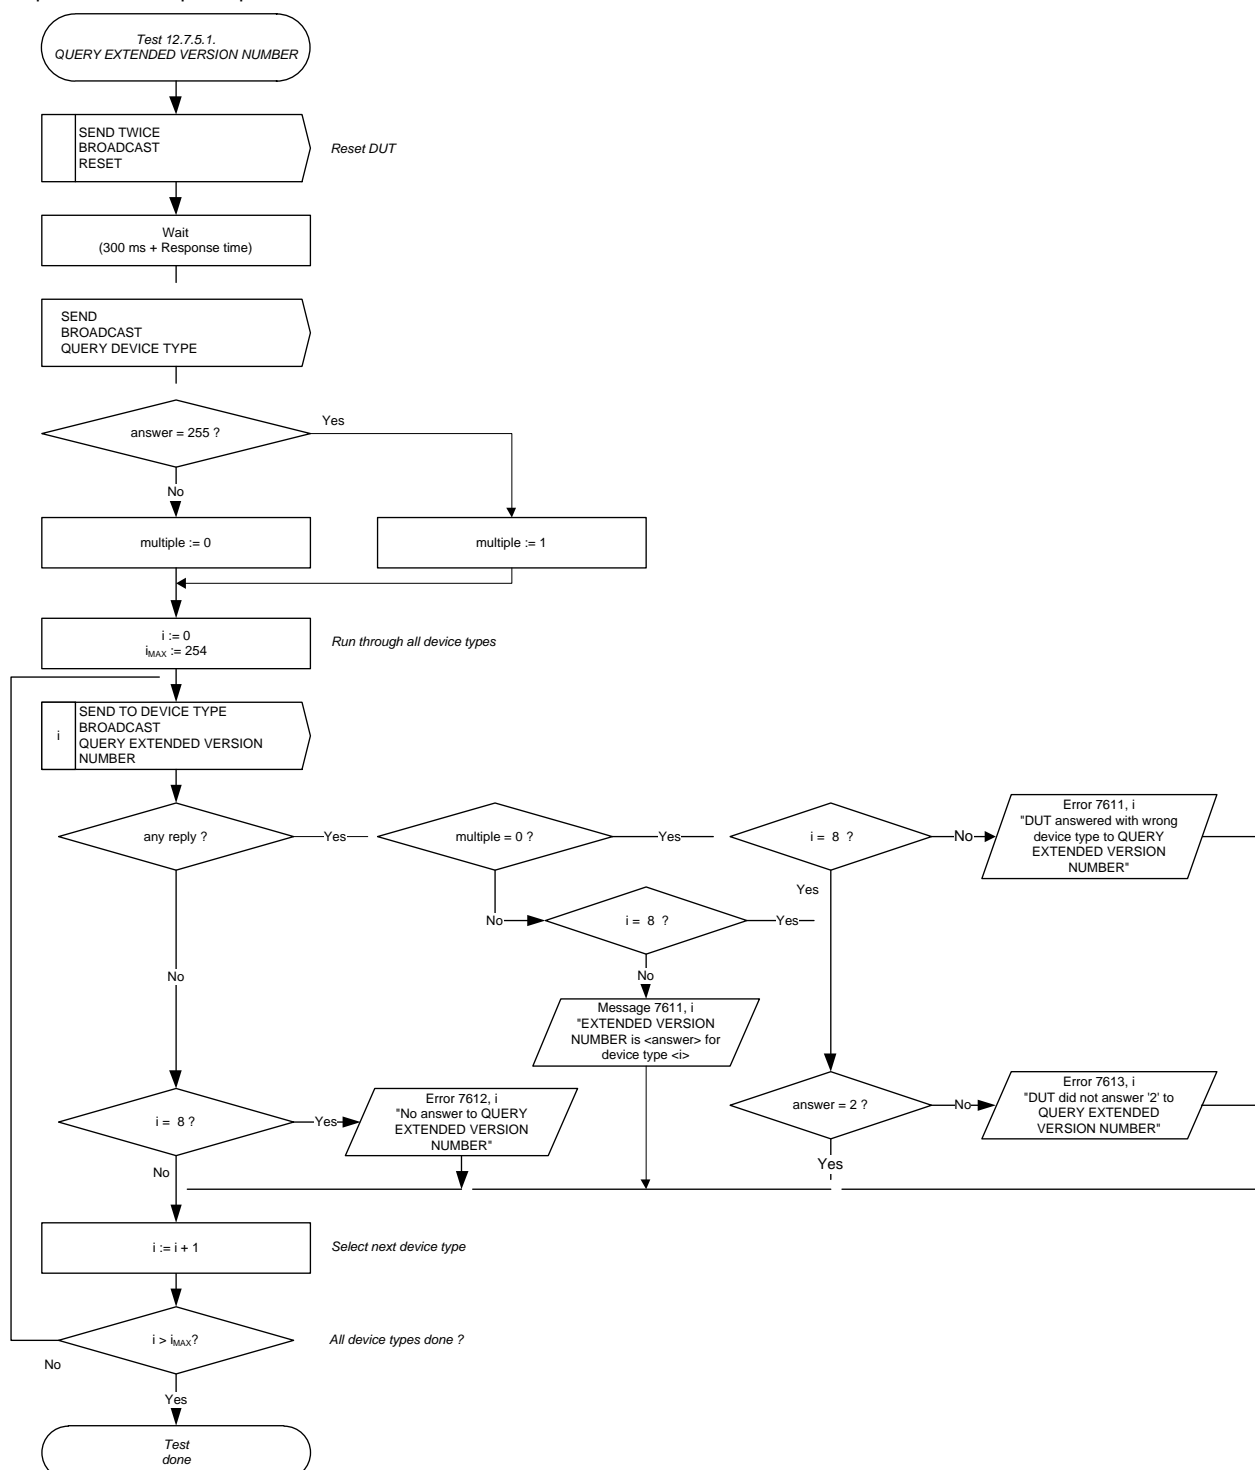 Test 12.7.5.1.
QUERY EXTENDED VERSION NUMBER
SEND TWICE
BROADCAST
RESET
Reset DUT
Wait
(300 ms + Response time)
SEND
BROADCAST
QUERY DEVICE TYPE
answer = 255 ?
Yes
No
multiple := 0
multiple := 1
i := 0
iMAX := 254
Run through all device types
i
SEND TO DEVICE TYPE
BROADCAST
QUERY EXTENDED VERSION
NUMBER
any reply ?
Yes
multiple = 0 ?
Yes
i = 8 ?
No
Error 7611, i
"DUT answered with wrong
device type to QUERY
EXTENDED VERSION
NUMBER"
Yes
No
i = 8 ?
Yes
No
No
Message 7611, i
"EXTENDED VERSION
NUMBER is <answer> for
device type <i>
i = 8 ?
Yes
Error 7612, i
"No answer to QUERY
EXTENDED VERSION
NUMBER"
answer = 2 ?
No
Error 7613, i
"DUT did not answer '2' to
QUERY EXTENDED
VERSION NUMBER"
Yes
No
i := i + 1
Select next device type
i > iMAX?
All device types done ?
No
Yes
Test
done